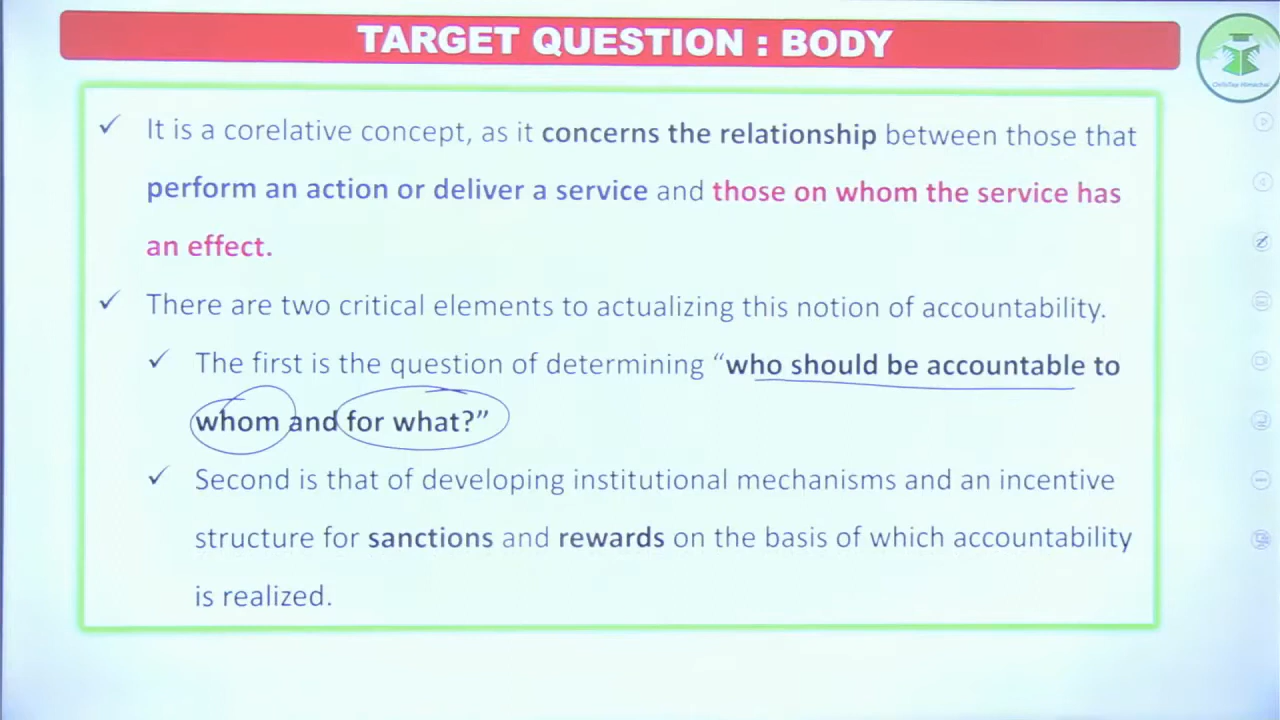 TARGET QUESTION : BODY
✓ It is a corelative concept, as it concerns the relationship between those that
perform an action or deliver a service and those on whom the service has
an effect.
✓ There are two critical elements to actualizing this notion of accountability.
✓ The first is the question of determining “who should be accountable to
whom and for what?”
✓ Second is that of developing institutional mechanisms and an incentive
structure for sanctions and rewards on the basis of which accountability
is realized.